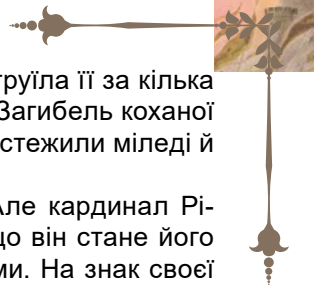 труїла її за кілька
Загибель коханої
стежили міледі й
Але кардинал Рі-
що він стане його
ми. На знак своєї